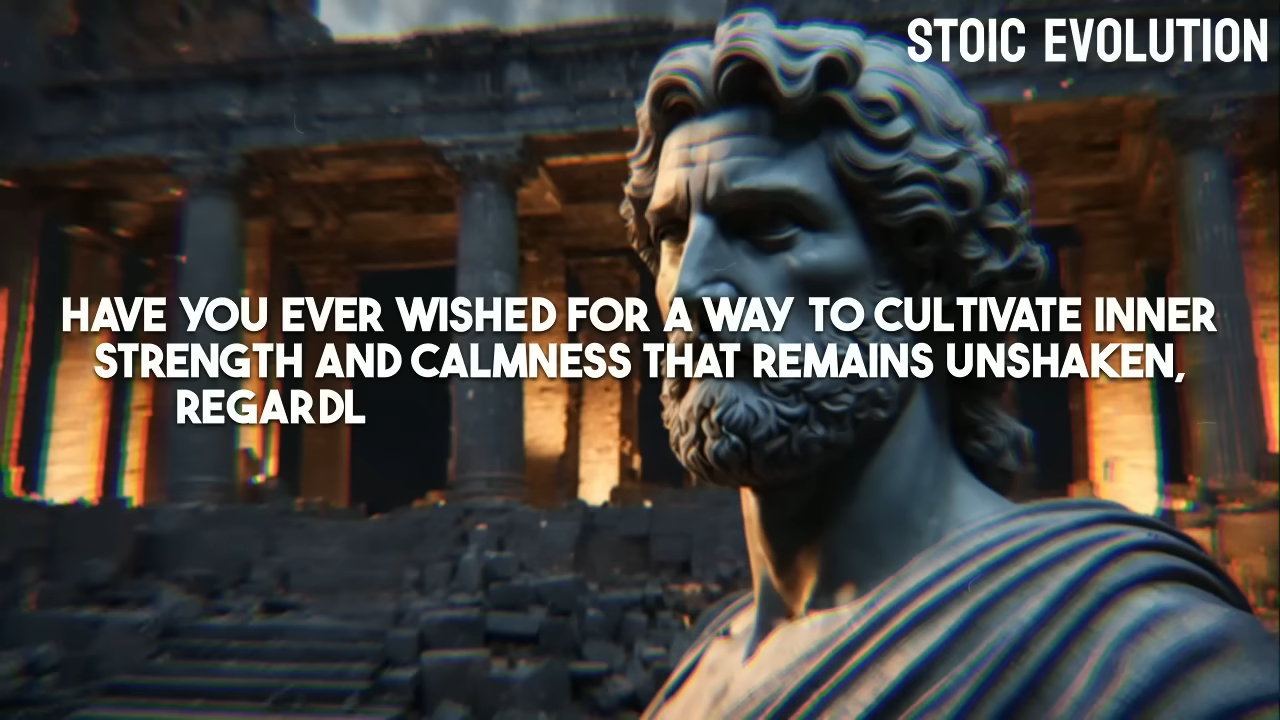 STOIC EVOLUTION
HAVE YOU EVER WISHED FOR A WAY TO CULTIVATE INNER
STRENGTH AND CALMNESS THAT REMAINS UNSHAKEN,
REGARDL